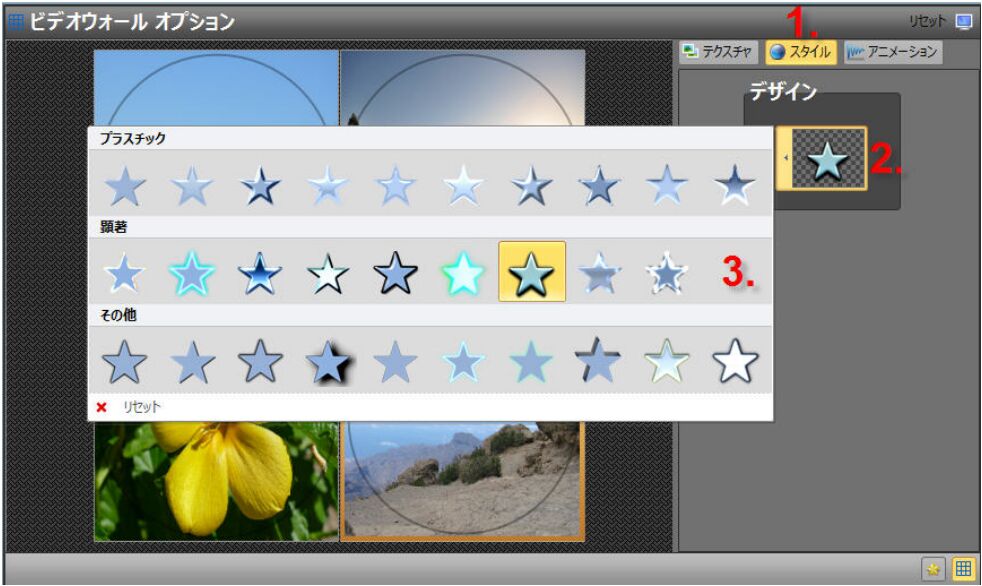 ビデオウォール オプション
リセット
1.
テクスチャ
スタイル
アニメーション
デザイン
2.
プラスチック
顕著
3.
その他
リセット